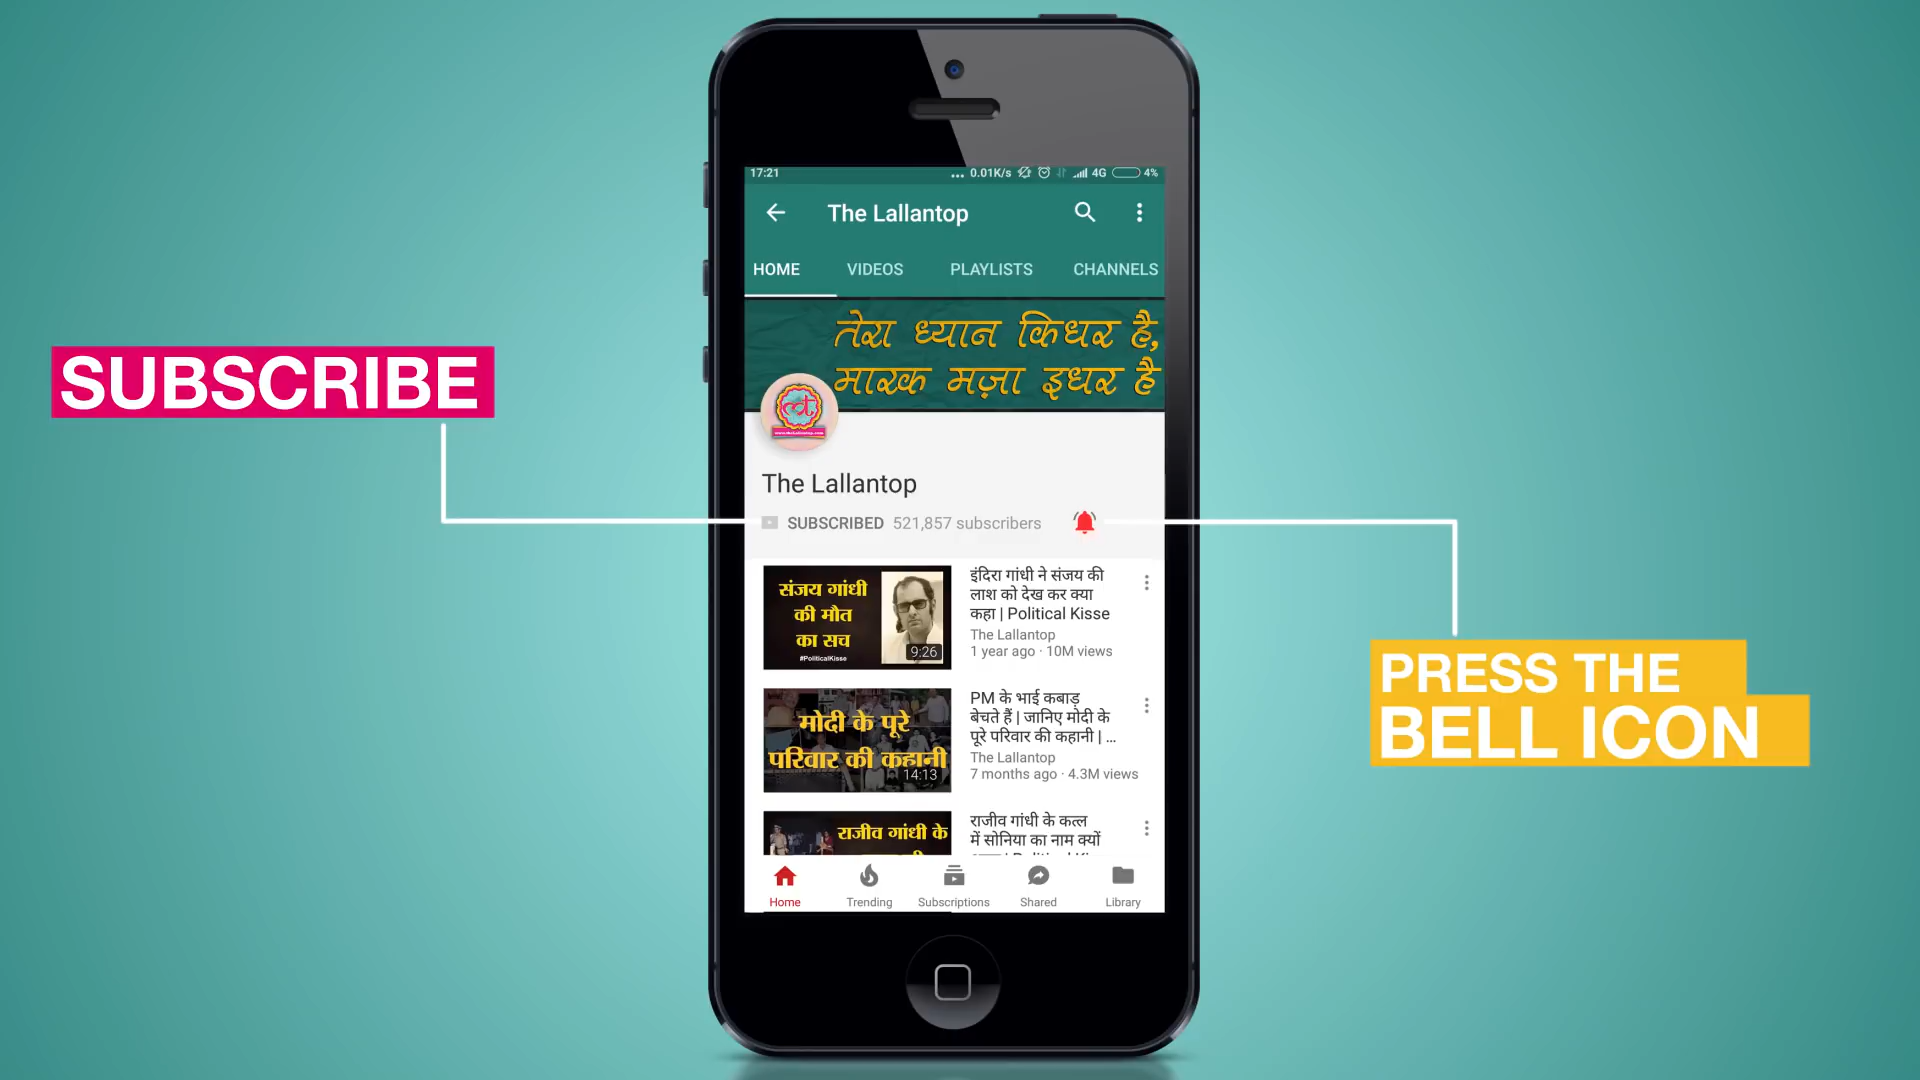 17:21 ... 0.01K/s 4G 4%
The Lallantop
HOME VIDEOS PLAYLISTS CHANNELS
तेरा ध्यान किधर है,
मारक मज़ा इधर है
SUBSCRIBE
www.thelallantop.com
The Lallantop
SUBSCRIBED 521,857 subscribers
संजय गांधी
की मौत
का सच
#PoliticalKisse
9:26
इंदिरा गांधी ने संजय की
लाश को देख कर क्या
कहा | Political Kisse
The Lallantop
1 year ago · 10M views
PRESS THE
BELL ICON
मोदी के पूरे
परिवार की कहानी
14:13
PM के भाई कबाड़
बेचते हैं | जानिए मोदी के
पूरे परिवार की कहानी | ...
The Lallantop
7 months ago · 4.3M views
राजीव गांधी के
राजीव गांधी के कत्ल
में सोनिया का नाम क्यों
Home Trending Subscriptions Shared Library